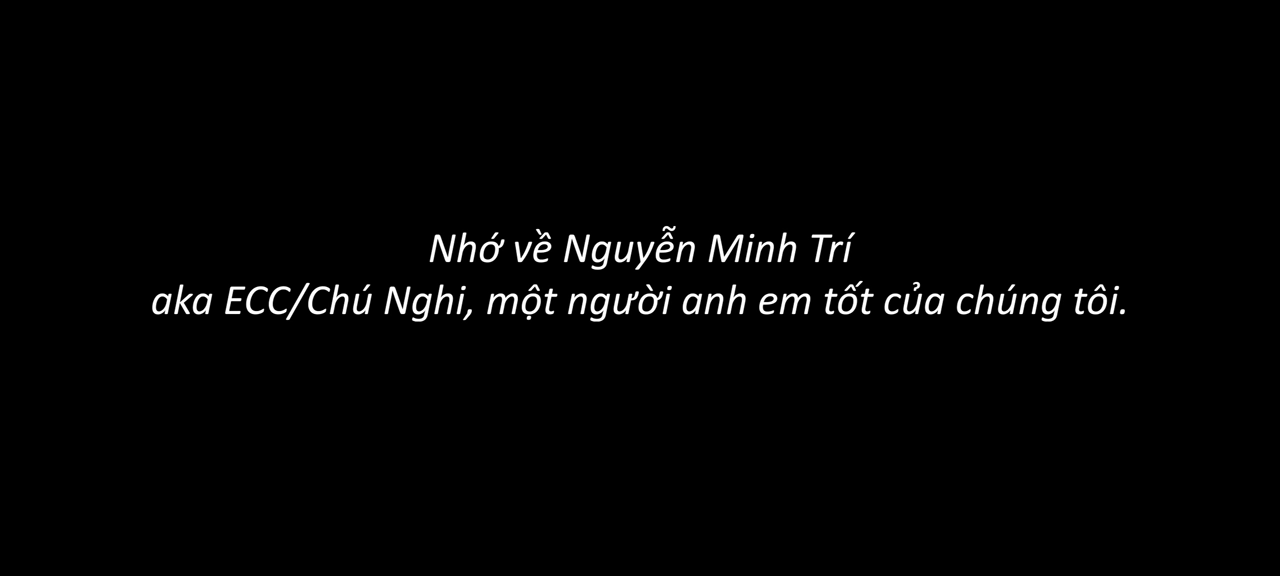 Nhớ về Nguyễn Minh Trí
aka ECC/Chú Nghi, một người anh em tốt của chúng tôi.